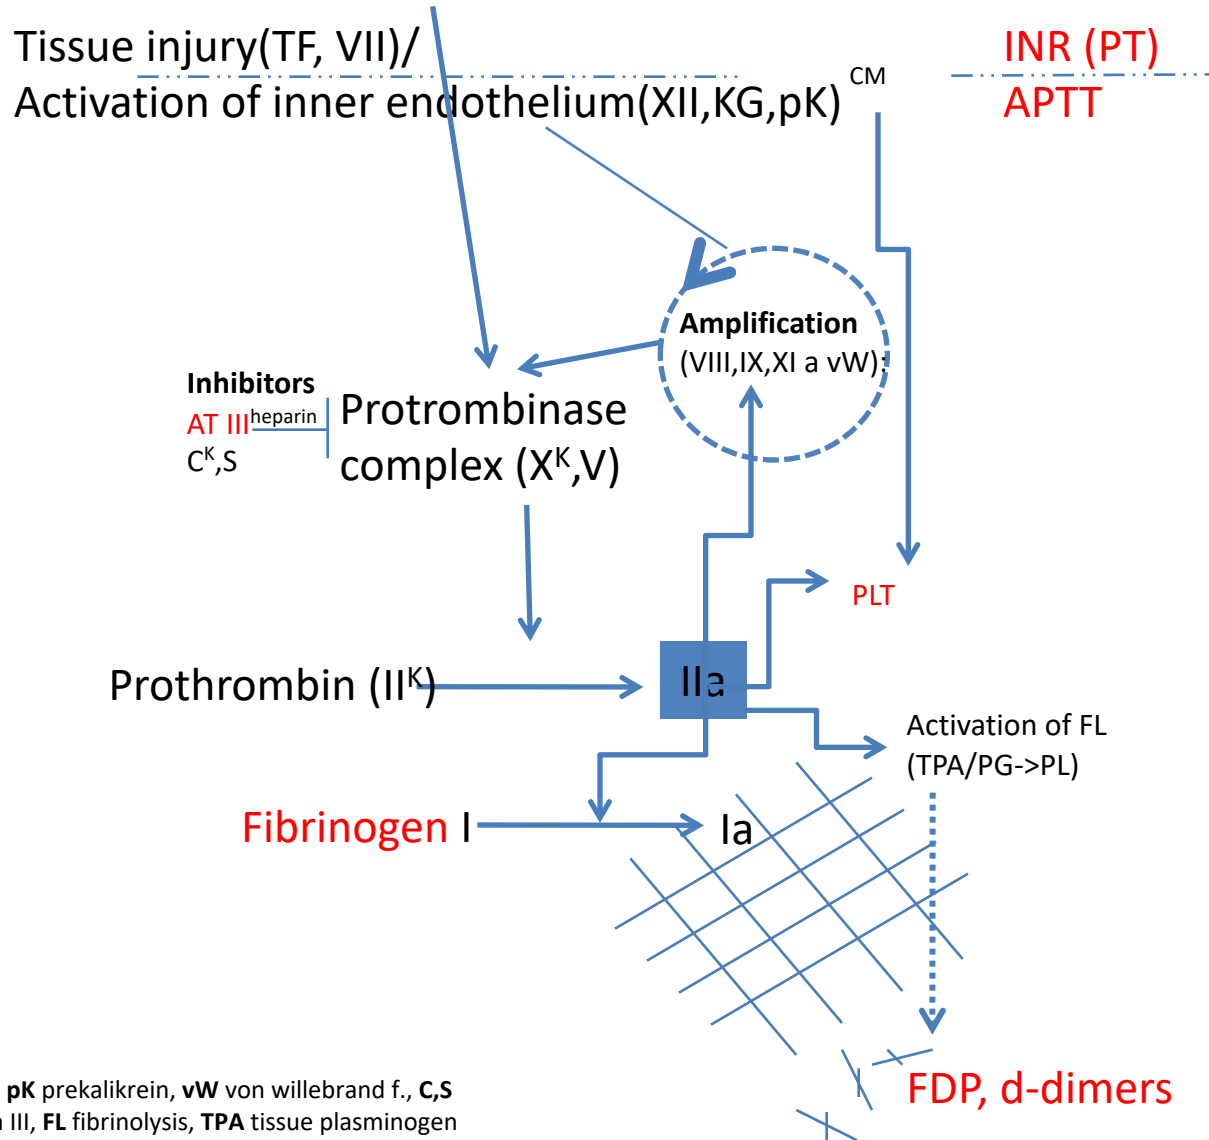 Tissue injury(TF, VII)/
INR (PT)
Activation of inner endothelium(XII,KG,pK) CM
APTT
Amplification
(VIII,IX,XI a vW):
Inhibitors
AT III heparin
C^K,S
Protrombinase
complex (X^K,V)
PLT
Prothrombin (II^K)
IIa
Activation of FL
(TPA/PG->PL)
Fibrinogen I
Ia
FDP, d-dimers
pK prekalikrein, vW von willebrand f., C,S
III, FL fibrinolysis, TPA tissue plasminogen